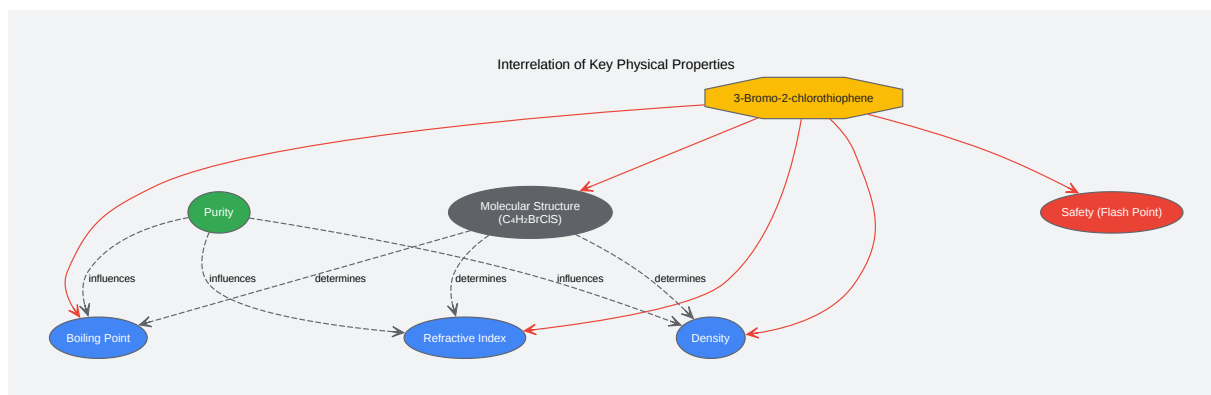 Interrelation of Key Physical Properties
3-Bromo-2-chlorothiophene
Purity
Molecular Structure
(C₄H₂BrClS)
Safety (Flash Point)
influences
influences
determines
determines
influences
determines
Boiling Point
Refractive Index
Density